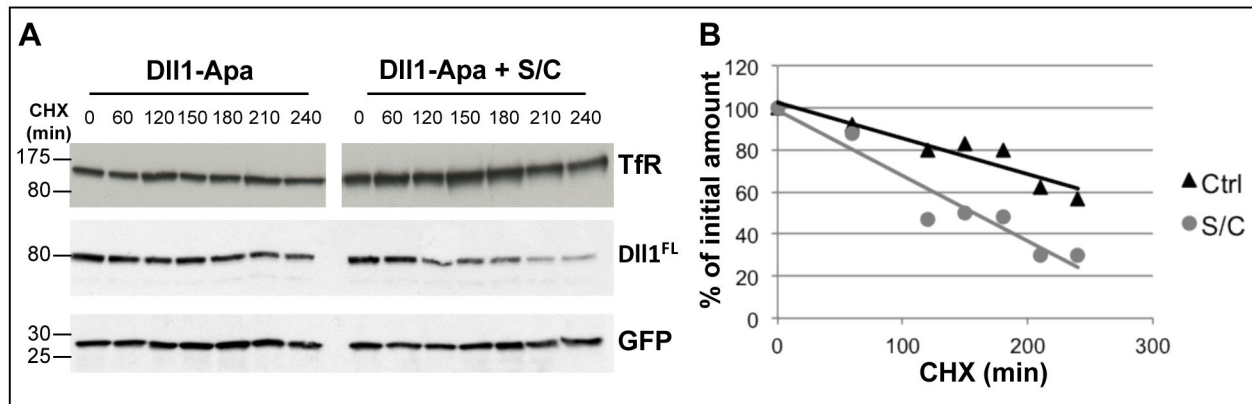 A
Dll1-Apa
Dll1-Apa + S/C
CHX
(min)
0 60 120 150 180 210 240
0 60 120 150 180 210 240
175
80
TfR
80
Dll1FL
30
25
GFP
B
% of initial amount
120
100
80
60
40
20
0
0 100 200 300
CHX (min)
Ctrl
S/C